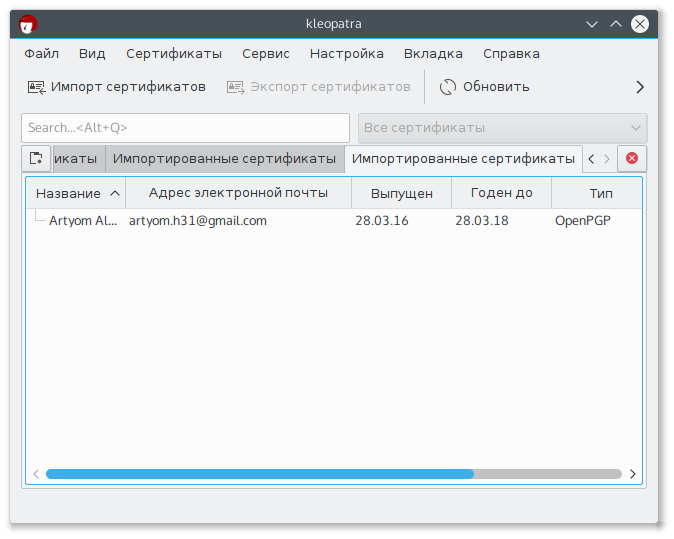 kleopatra
Файл Вид Сертификаты Сервис Настройка Вкладка Справка
Импорт сертификатов Экспорт сертификатов Обновить
Search...<Alt+Q> Все сертификаты
икаты Импортированные сертификаты Импортированные сертификаты
Название Адрес электронной почты Выпущен Годен до Тип
Artyom Al... artyom.h31@gmail.com 28.03.16 28.03.18 OpenPGP